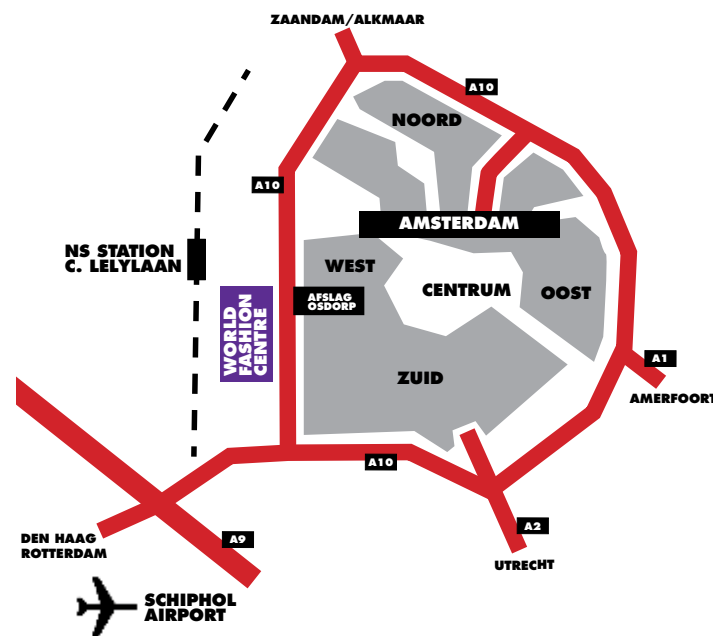 ZAANDAM/ALKMAAR
A10
NOORD
A10
AMSTERDAM
NS STATION
C. LELYLAAN
WEST
CENTRUM
OOST
AFSLAG
OSDORP
WORLD
FASHION
CENTRE
ZUID
A1
AMERFOORT
A10
A2
UTRECHT
DEN HAAG
ROTTERDAM
A9
SCHIPHOL
AIRPORT